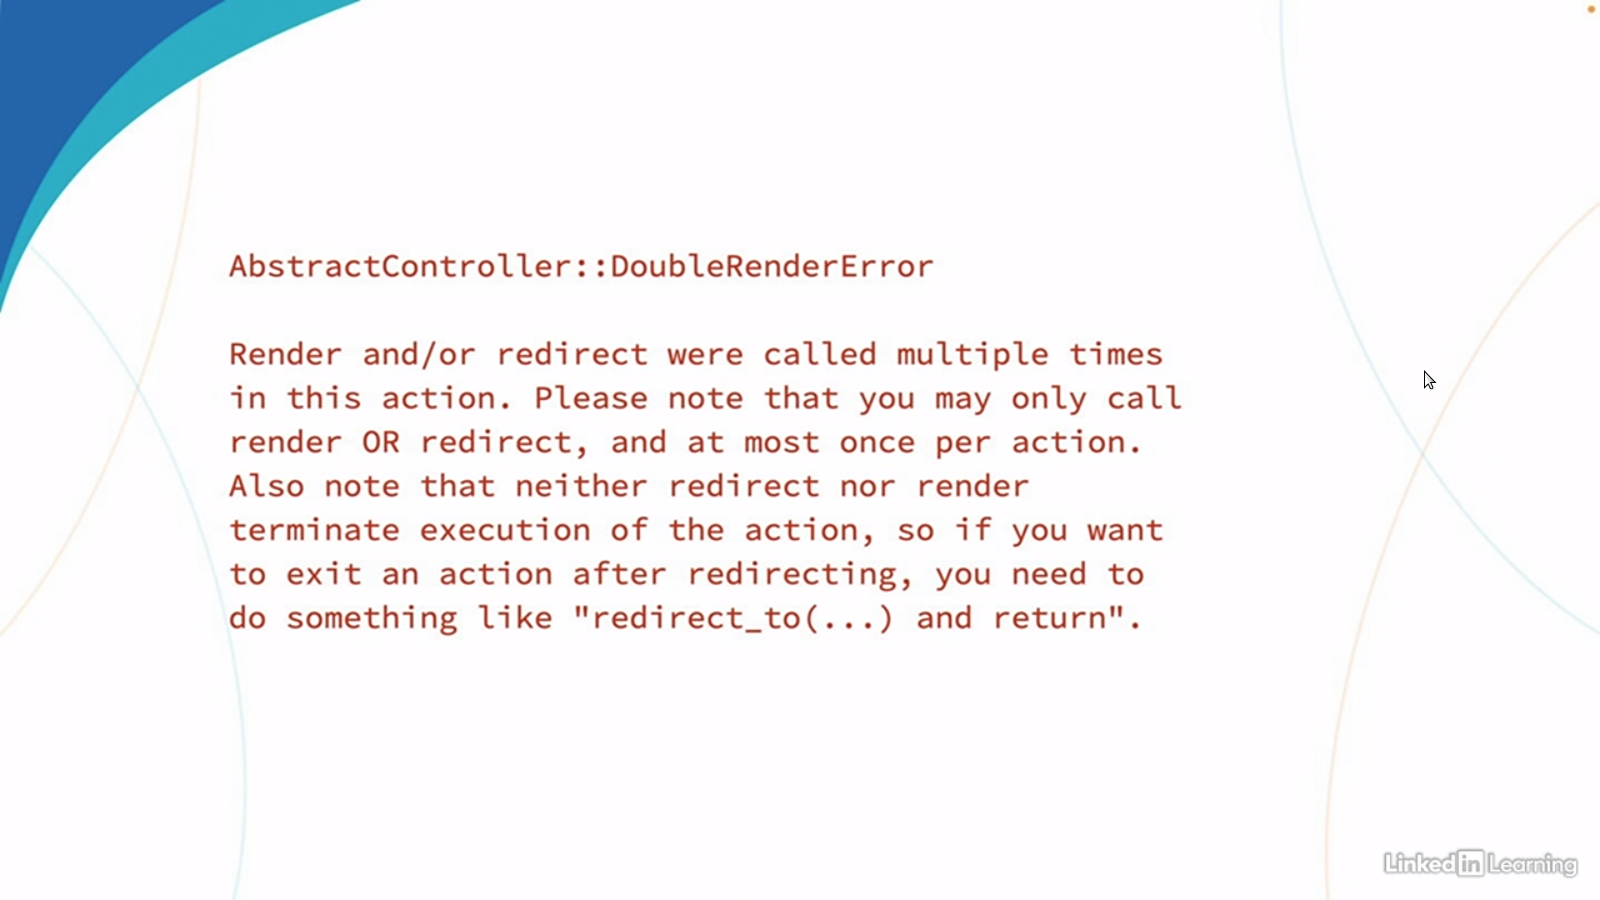 AbstractController::DoubleRenderError
Render and/or redirect were called multiple times
in this action. Please note that you may only call
render OR redirect, and at most once per action.
Also note that neither redirect nor render
terminate execution of the action, so if you want
to exit an action after redirecting, you need to
do something like "redirect_to(...) and return".
Linked in Learning